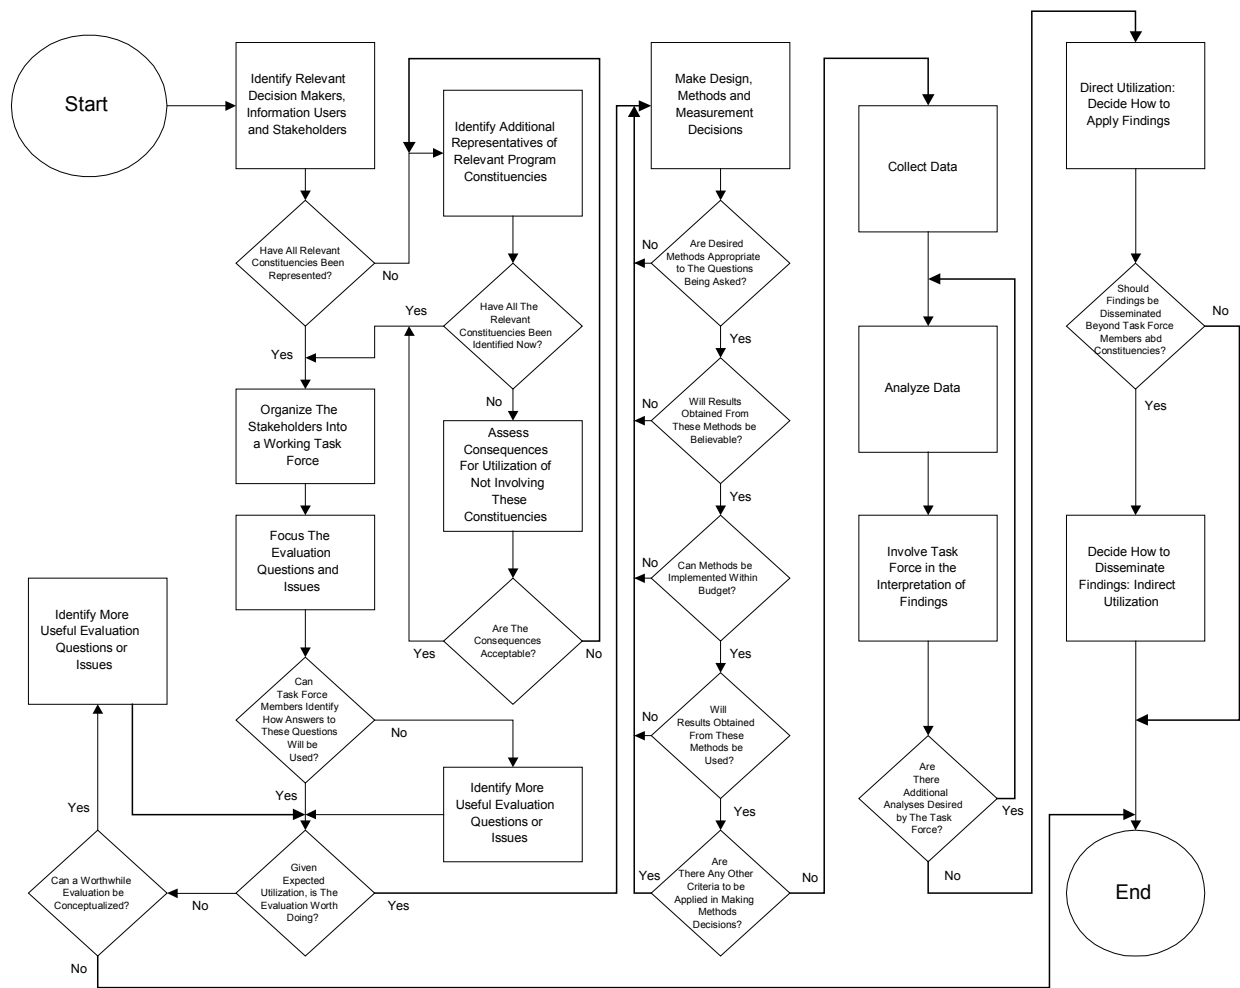 Start
Identify Relevant
Decision Makers,
Information Users
and Stakeholders
Have All Relevant
Constituencies Been
Represented?
No
Yes
Organize The
Stakeholders Into
a Working Task
Force
Focus The
Evaluation
Questions and
Issues
Can
Task Force
Members Identify
How Answers to
These Questions
Will be
Used?
No
Yes
Given
Expected
Utilization, is The
Evaluation Worth
Doing?
No
Yes
Identify More
Useful Evaluation
Questions or
Issues
Yes
Can a Worthwhile
Evaluation be
Conceptualized?
No
Identify Additional
Representatives of
Relevant Program
Constituencies
Have All The
Relevant
Constituencies Been
Identified Now?
Yes
No
Assess
Consequences
For Utilization of
Not Involving
These
Constituencies
Are The
Consequences
Acceptable?
Yes
No
Identify More
Useful Evaluation
Questions or
Issues
Make Design,
Methods and
Measurement
Decisions
No
Are Desired
Methods Appropriate
to The Questions
Being Asked?
Yes
No
Will Results
Obtained From
These Methods be
Believable?
Yes
No
Can Methods be
Implemented Within
Budget?
Yes
No
Will
Results Obtained
From These
Methods be
Used?
Yes
Yes
Are
There Any Other
Criteria to be
Applied in Making
Methods
Decisions?
No
Collect Data
Analyze Data
Involve Task
Force in the
Interpretation of
Findings
Are
There
Additional
Analyses Desired
by The Task Force?
Yes
No
Direct Utilization:
Decide How to
Apply Findings
Should
Findings be
Disseminated
Beyond Task Force
Members abd
Constituencies?
No
Yes
Decide How to
Disseminate
Findings: Indirect
Utilization
End